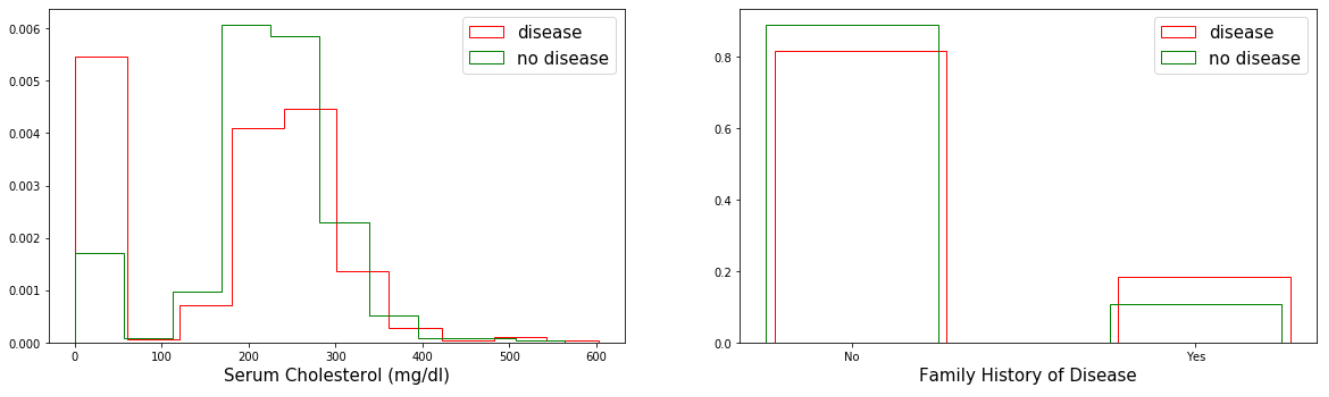 0.006
0.005
0.004
0.003
0.002
0.001
0.000
disease
no disease
0 100 200 300 400 500 600
Serum Cholesterol (mg/dl)
0.8
0.6
0.4
0.2
0.0
disease
no disease
No Yes
Family History of Disease